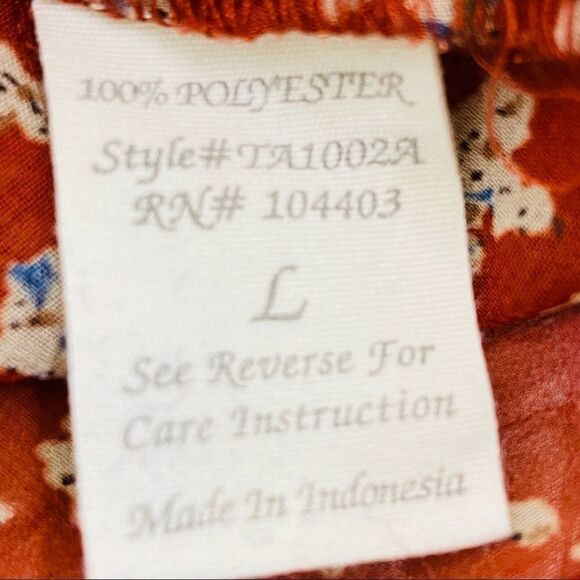 100% POLYESTER
Style#TA1002A
RN# 104403
L
See Reverse For
Care Instruction
Made In Indonesia